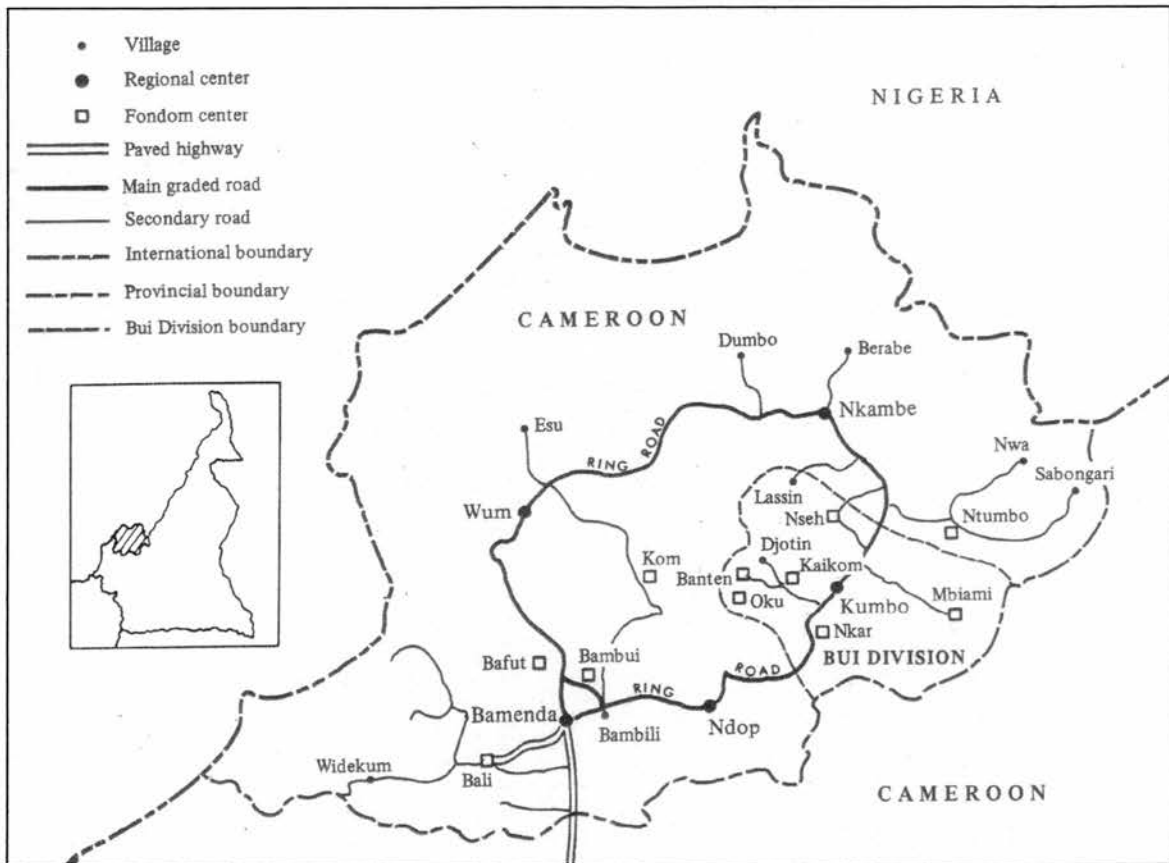 Village
Regional center
Fondom center
Paved highway
Main graded road
Secondary road
International boundary
Provincial boundary
Bui Division boundary
NIGERIA
CAMEROON
Dumbo
Berabe
Nkambe
Esu
RING ROAD
Nwa
Sabongari
Lassin
Wum
Nseh
Ntumbo
Djotin
Kom
Banten
Kaikom
Oku
Kumbo
Mbiami
Nkar
BUI DIVISION
Bafut
Bambui
RING ROAD
Bamenda
Bambili
Ndop
Widekum
Bali
CAMEROON